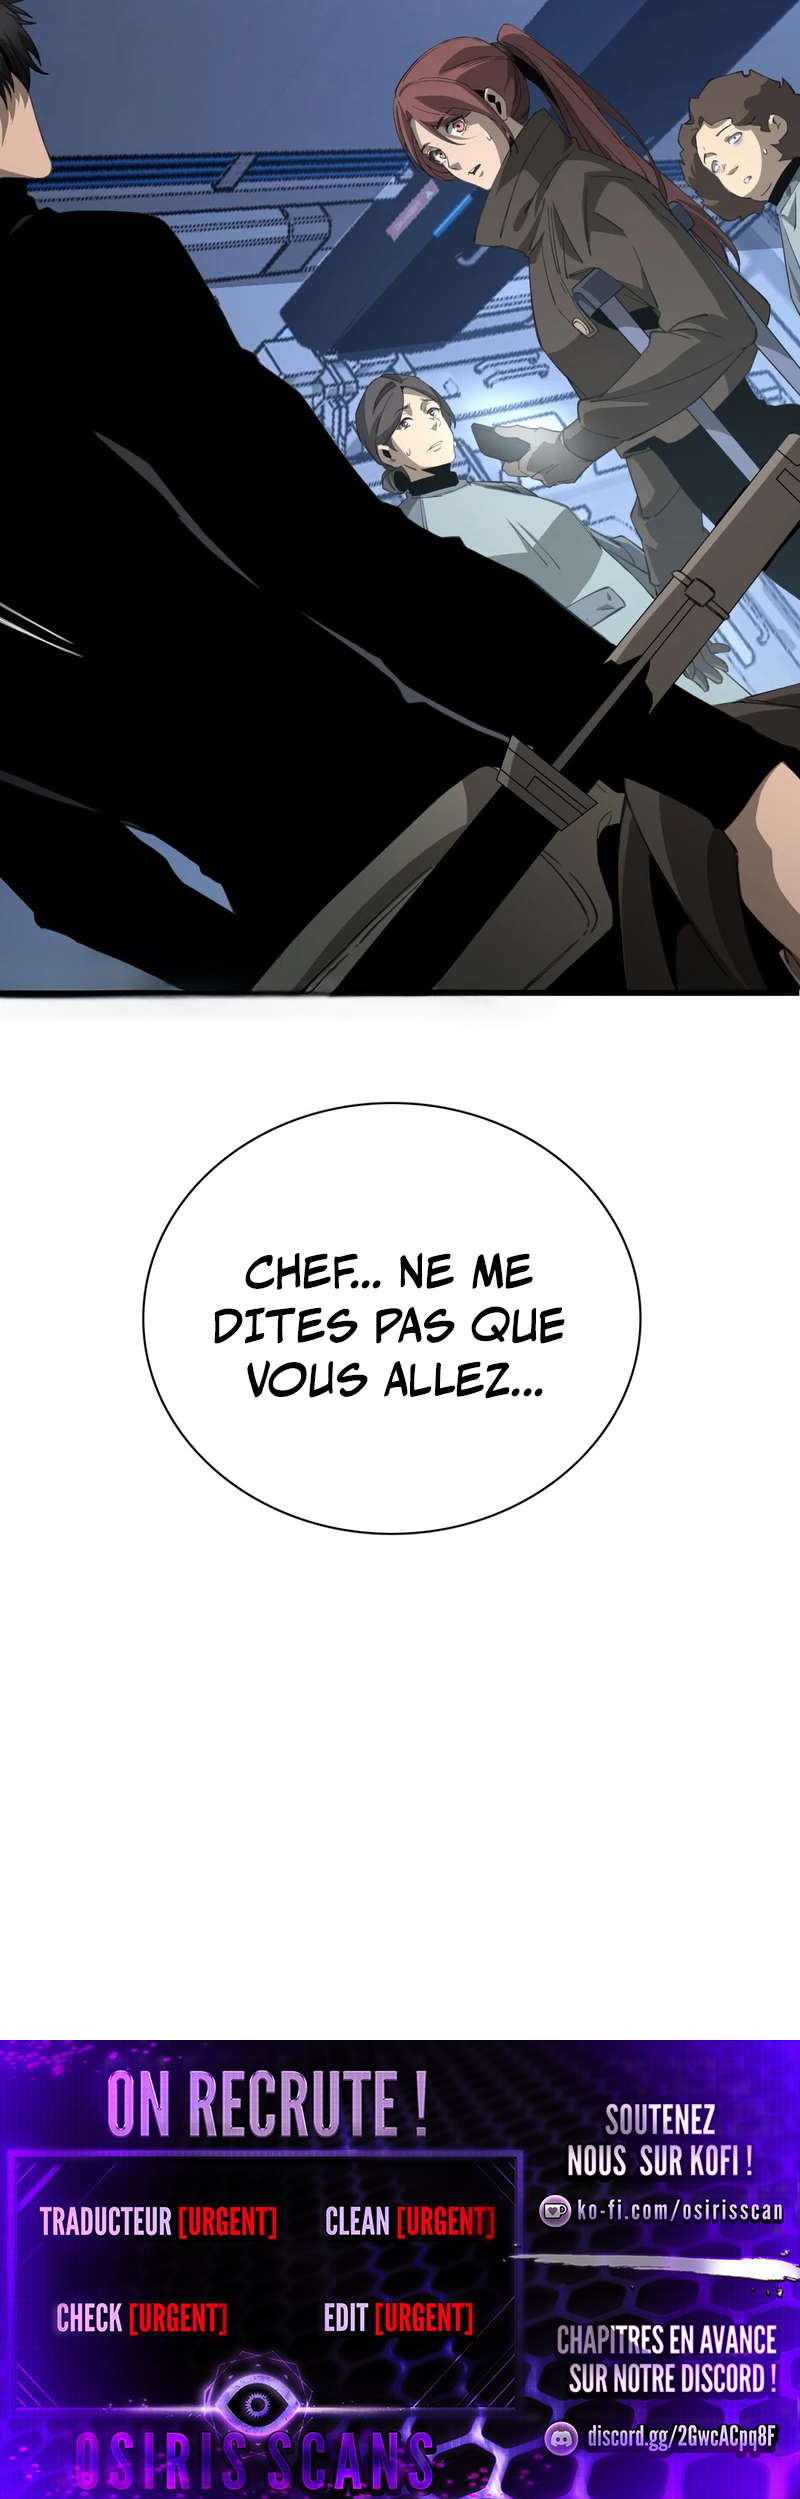 CHEF... NE ME
DITES PAS QUE
VOUS ALLEZ...
ON RECRUTE !
TRADUCTEUR [URGENT]
CLEAN [URGENT]
CHECK [URGENT]
EDIT [URGENT]
OSIRIS SCANS
SOUTENEZ
NOUS SUR KOFI !
ko-fi.com/osirisscan
CHAPITRES EN AVANCE
SUR NOTRE DISCORD !
discord.gg/2GwcACpq8F